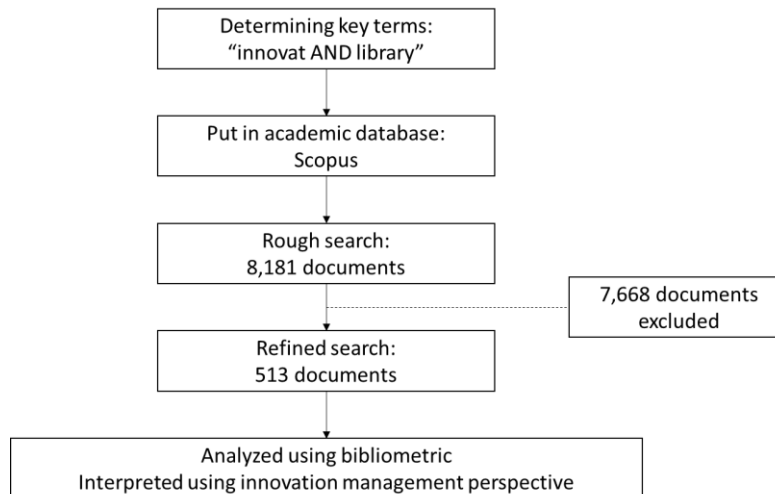 Determining key terms:
“innovat AND library”
Put in academic database:
Scopus
Rough search:
8,181 documents
7,668 documents
excluded
Refined search:
513 documents
Analyzed using bibliometric
Interpreted using innovation management perspective